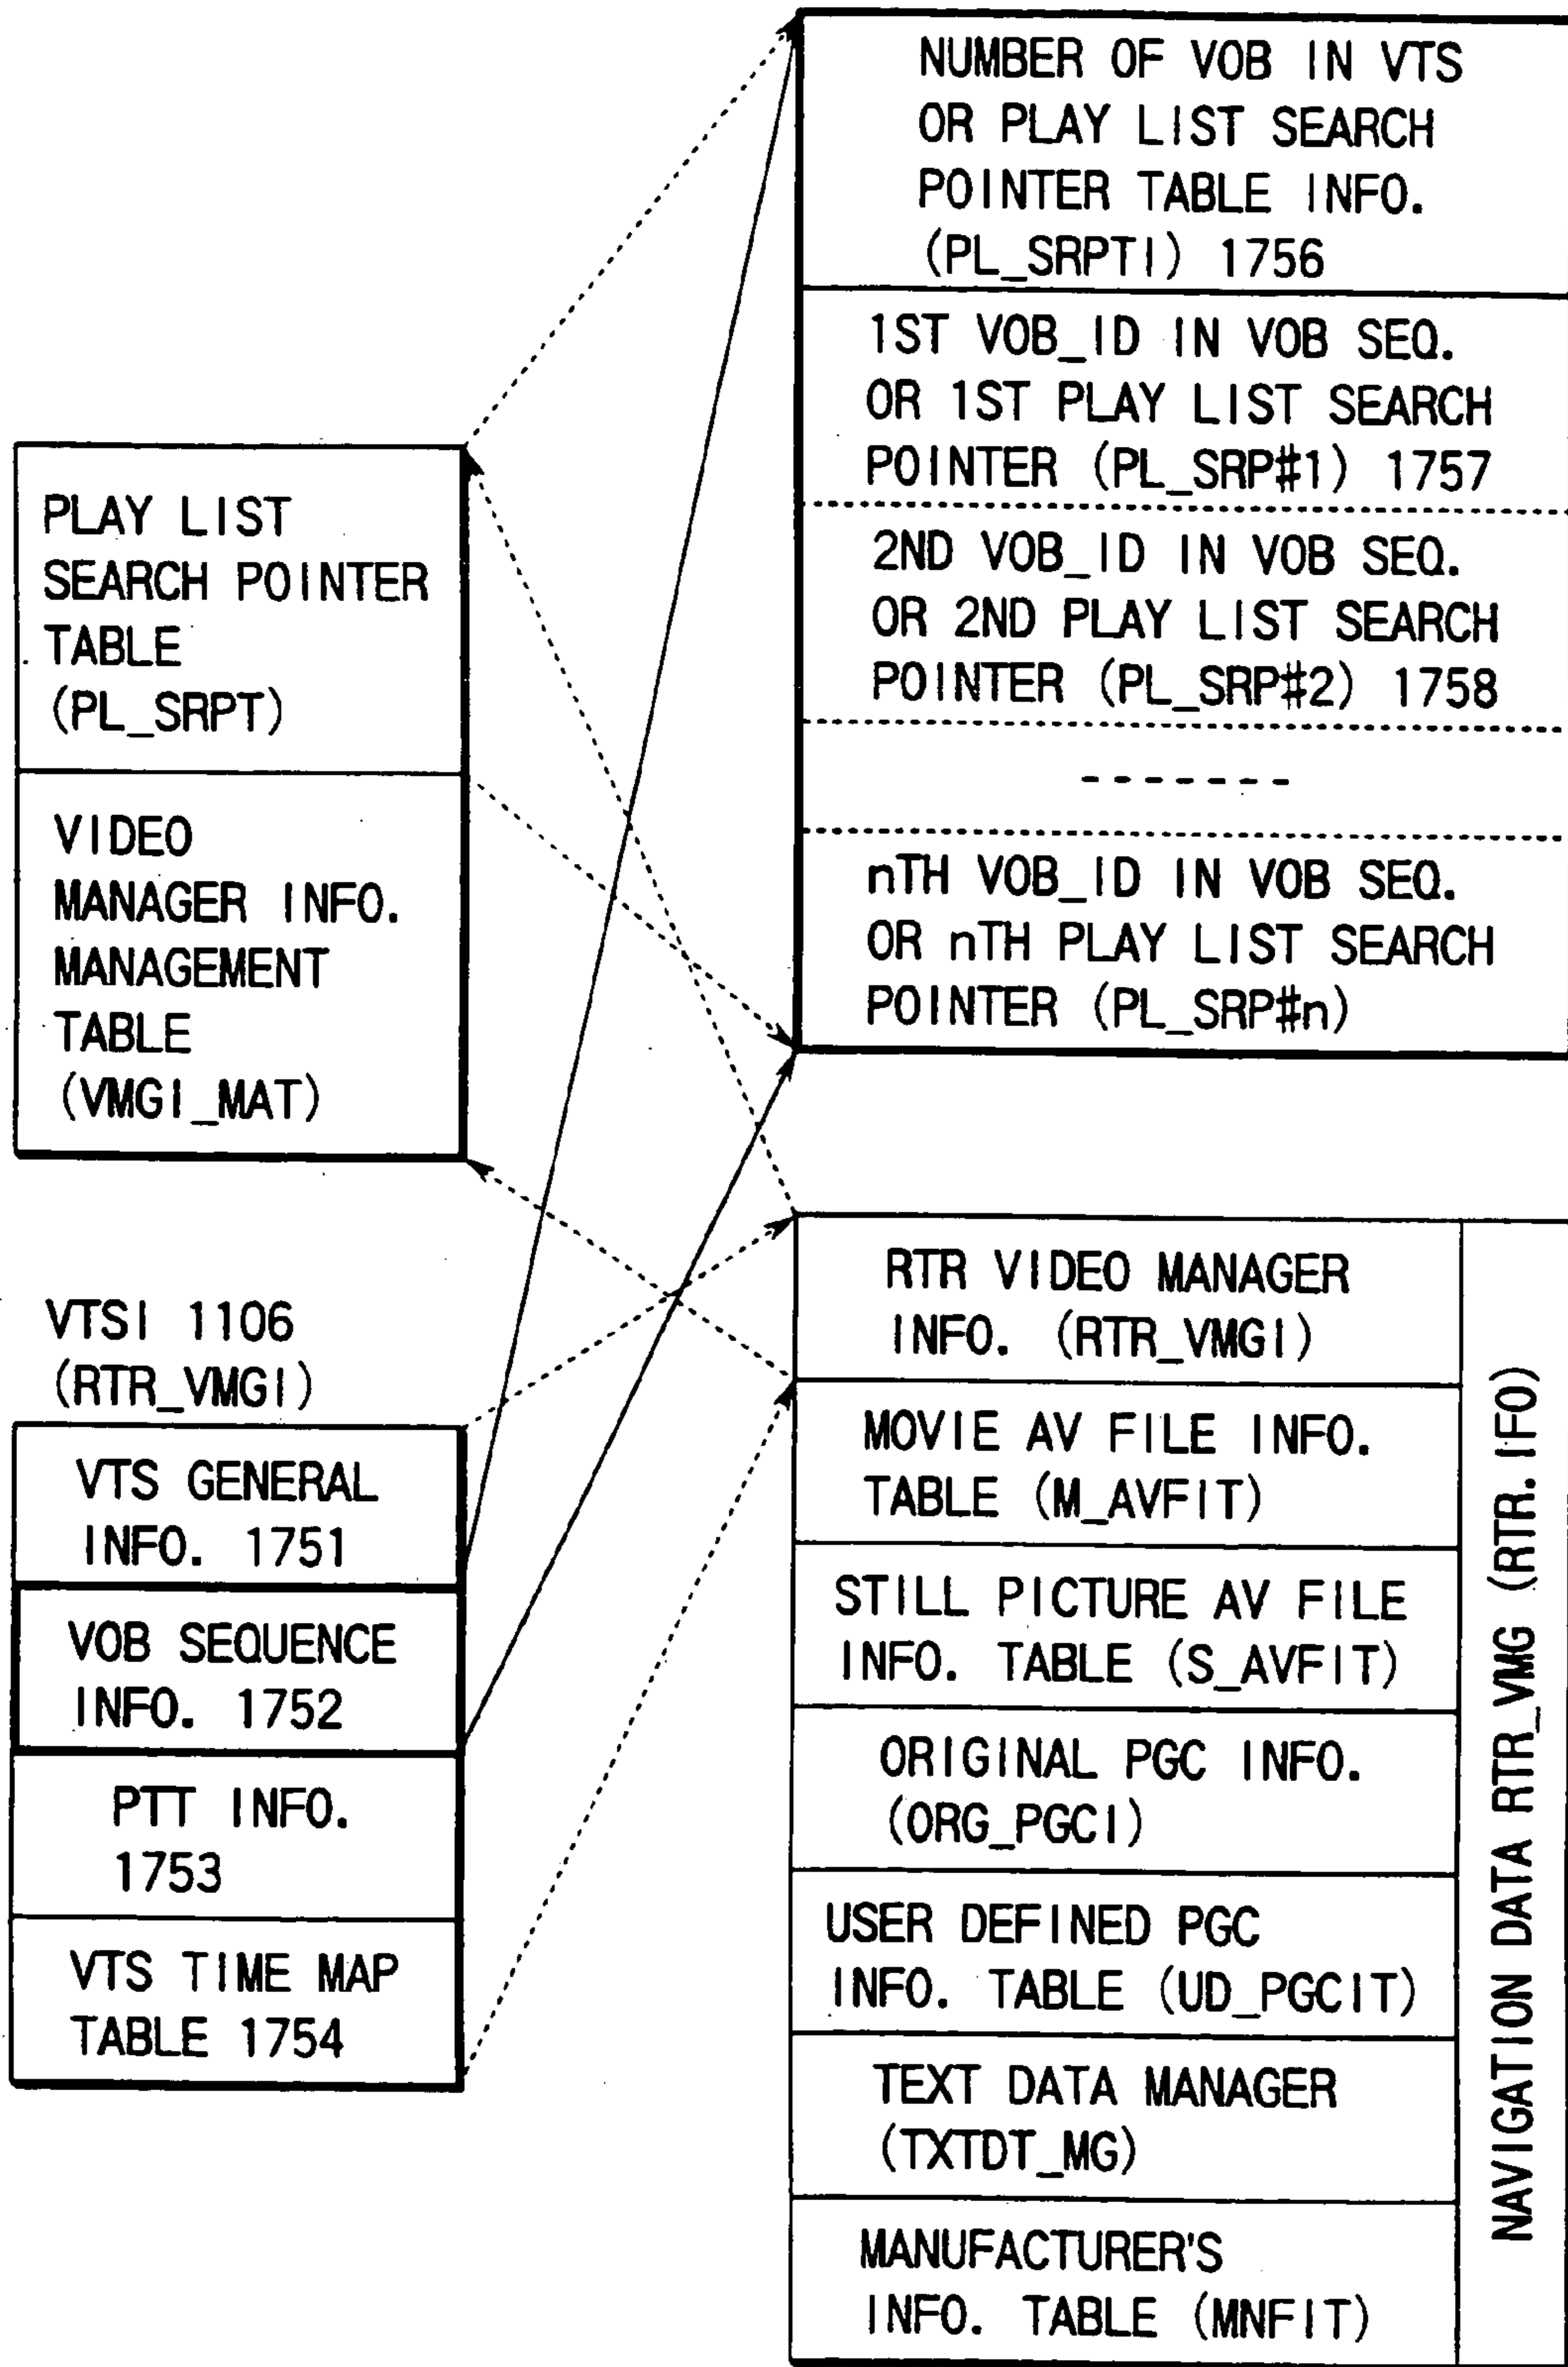 PLAY LIST
SEARCH POINTER
TABLE
(PL_SRPT)
VIDEO
MANAGER INFO.
MANAGEMENT
TABLE
(VMGI_MAT)
VTSI 1106
(RTR_VMGI)
VTS GENERAL
INFO. 1751
VOB SEQUENCE
INFO. 1752
PTT INFO.
1753
VTS TIME MAP
TABLE 1754
NUMBER OF VOB IN VTS
OR PLAY LIST SEARCH
POINTER TABLE INFO.
(PL_SRPTI) 1756
1ST VOB_ID IN VOB SEQ.
OR 1ST PLAY LIST SEARCH
POINTER (PL_SRP#1) 1757
2ND VOB_ID IN VOB SEQ.
OR 2ND PLAY LIST SEARCH
POINTER (PL_SRP#2) 1758
-------
nTH VOB_ID IN VOB SEQ.
OR nTH PLAY LIST SEARCH
POINTER (PL_SRP#n)
RTR VIDEO MANAGER
INFO. (RTR_VMGI)
MOVIE AV FILE INFO.
TABLE (M_AVFIT)
STILL PICTURE AV FILE
INFO. TABLE (S_AVFIT)
ORIGINAL PGC INFO.
(ORG_PGCI)
USER DEFINED PGC
INFO. TABLE (UD_PGCIT)
TEXT DATA MANAGER
(TXTDT_MG)
MANUFACTURER'S
INFO. TABLE (MNFIT)
NAVIGATION DATA RTR_VMG (RTR. IFO)